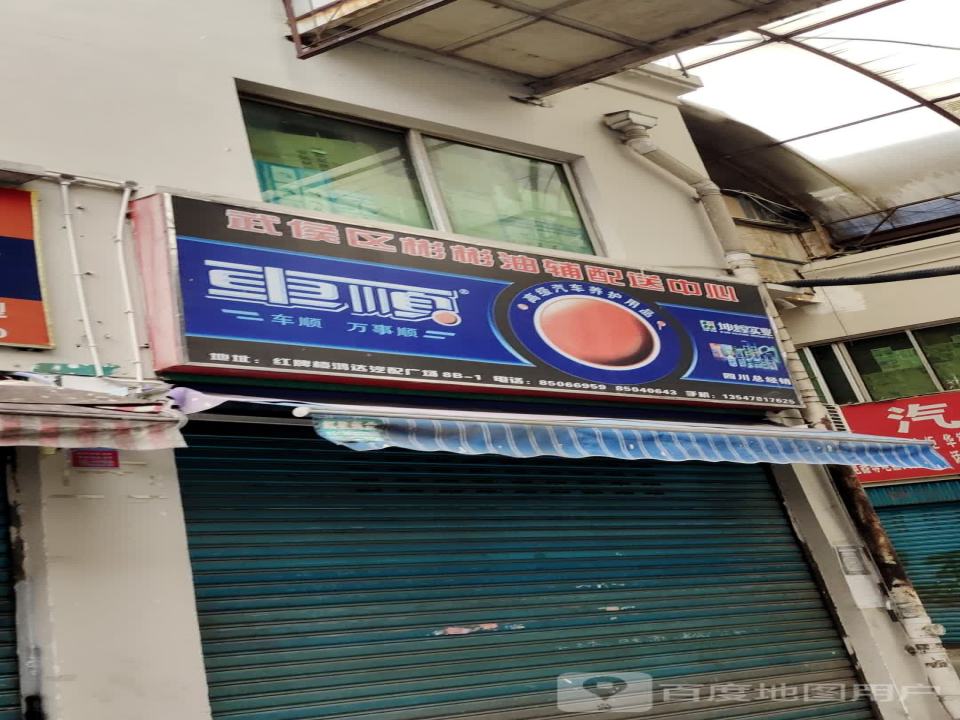 武侯区彬彬油辅配送中心
車順®
车顺 万事顺
高级汽车养护用品
坤綾实业
四川总经销
地址：红牌楼鸿达汽配广场8B-1 电话：85066959 85040643 手机：13547817625
汽
百度地图用户